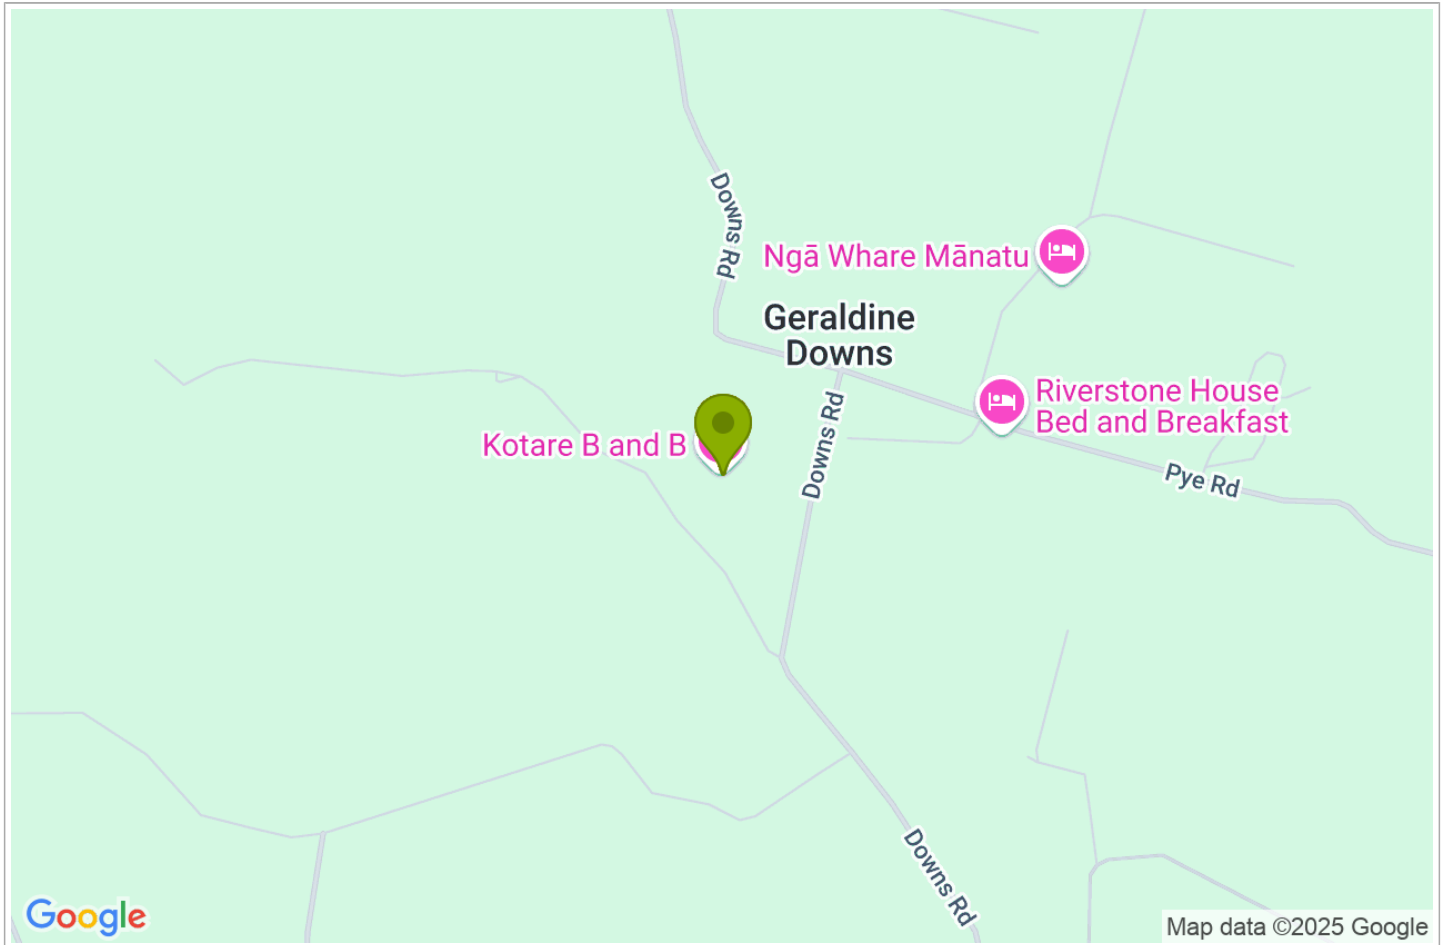 Downs Rd
Ngā Whare Mānatu
Geraldine
Downs
Riverstone House
Bed and Breakfast
Kotare B and B
Downs Rd
Pye Rd
Downs Rd
Google
Map data ©2025 Google